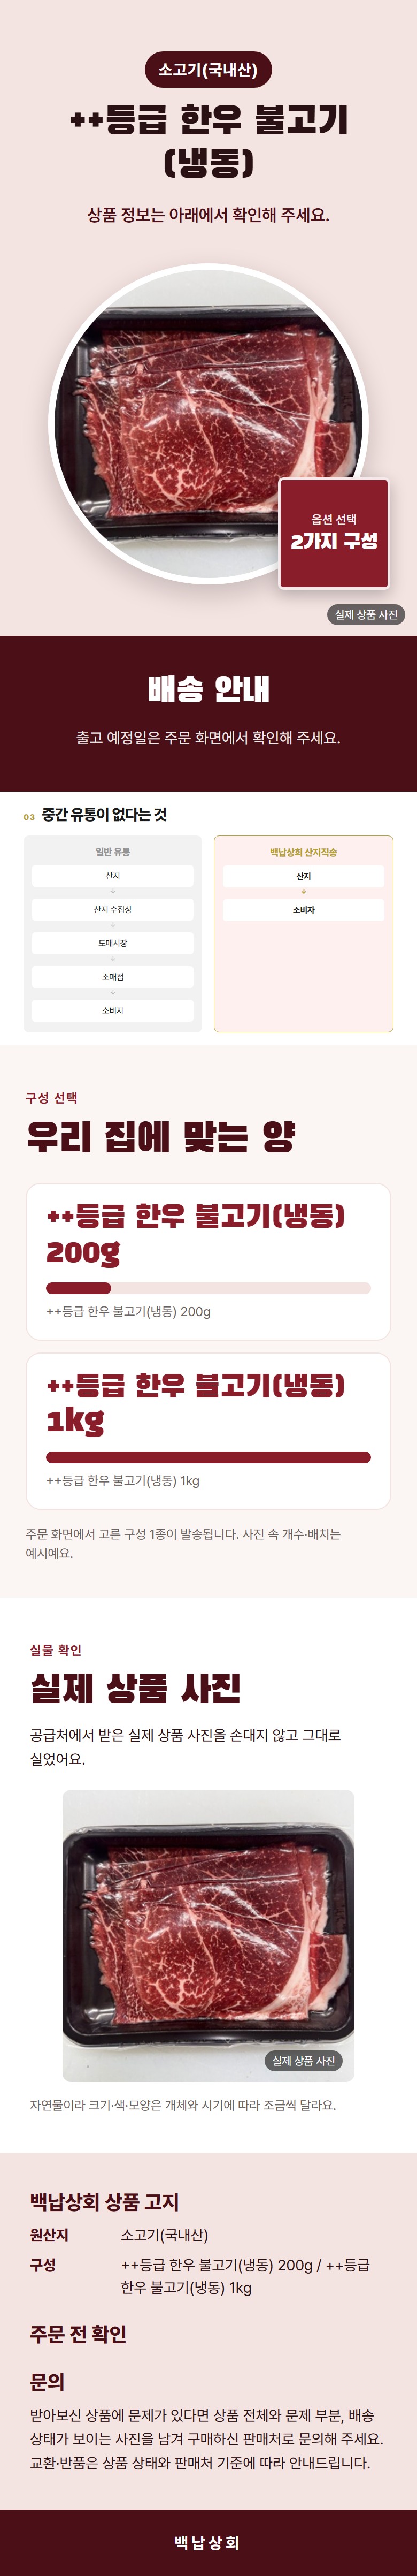 소고기(국내산)
++등급 한우 불고기
(냉동)
상품 정보는 아래에서 확인해 주세요.
옵션 선택
2가지 구성
실제 상품 사진
배송 안내
출고 예정일은 주문 화면에서 확인해 주세요.
03 중간 유통이 없다는 것
일반 유통
산지
↓
산지 수집상
↓
도매시장
↓
소매점
↓
소비자
백납상회 산지직송
산지
↓
소비자
구성 선택
우리 집에 맞는 양
++등급 한우 불고기(냉동)
200g
++등급 한우 불고기(냉동) 200g
++등급 한우 불고기(냉동)
1kg
++등급 한우 불고기(냉동) 1kg
주문 화면에서 고른 구성 1종이 발송됩니다. 사진 속 개수·배치는
예시예요.
실물 확인
실제 상품 사진
공급처에서 받은 실제 상품 사진을 손대지 않고 그대로
실었어요.
실제 상품 사진
자연물이라 크기·색·모양은 개체와 시기에 따라 조금씩 달라요.
백납상회 상품 고지
원산지 소고기(국내산)
구성 ++등급 한우 불고기(냉동) 200g / ++등급
한우 불고기(냉동) 1kg
주문 전 확인
문의
받아보신 상품에 문제가 있다면 상품 전체와 문제 부분, 배송
상태가 보이는 사진을 남겨 구매하신 판매처로 문의해 주세요.
교환·반품은 상품 상태와 판매처 기준에 따라 안내드립니다.
백납상회